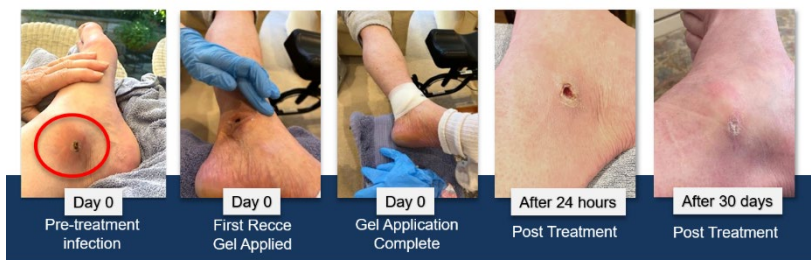 Day 0
Pre-treatment
infection
Day 0
First Recce
Gel Applied
Day 0
Gel Application
Complete
After 24 hours
Post Treatment
After 30 days
Post Treatment